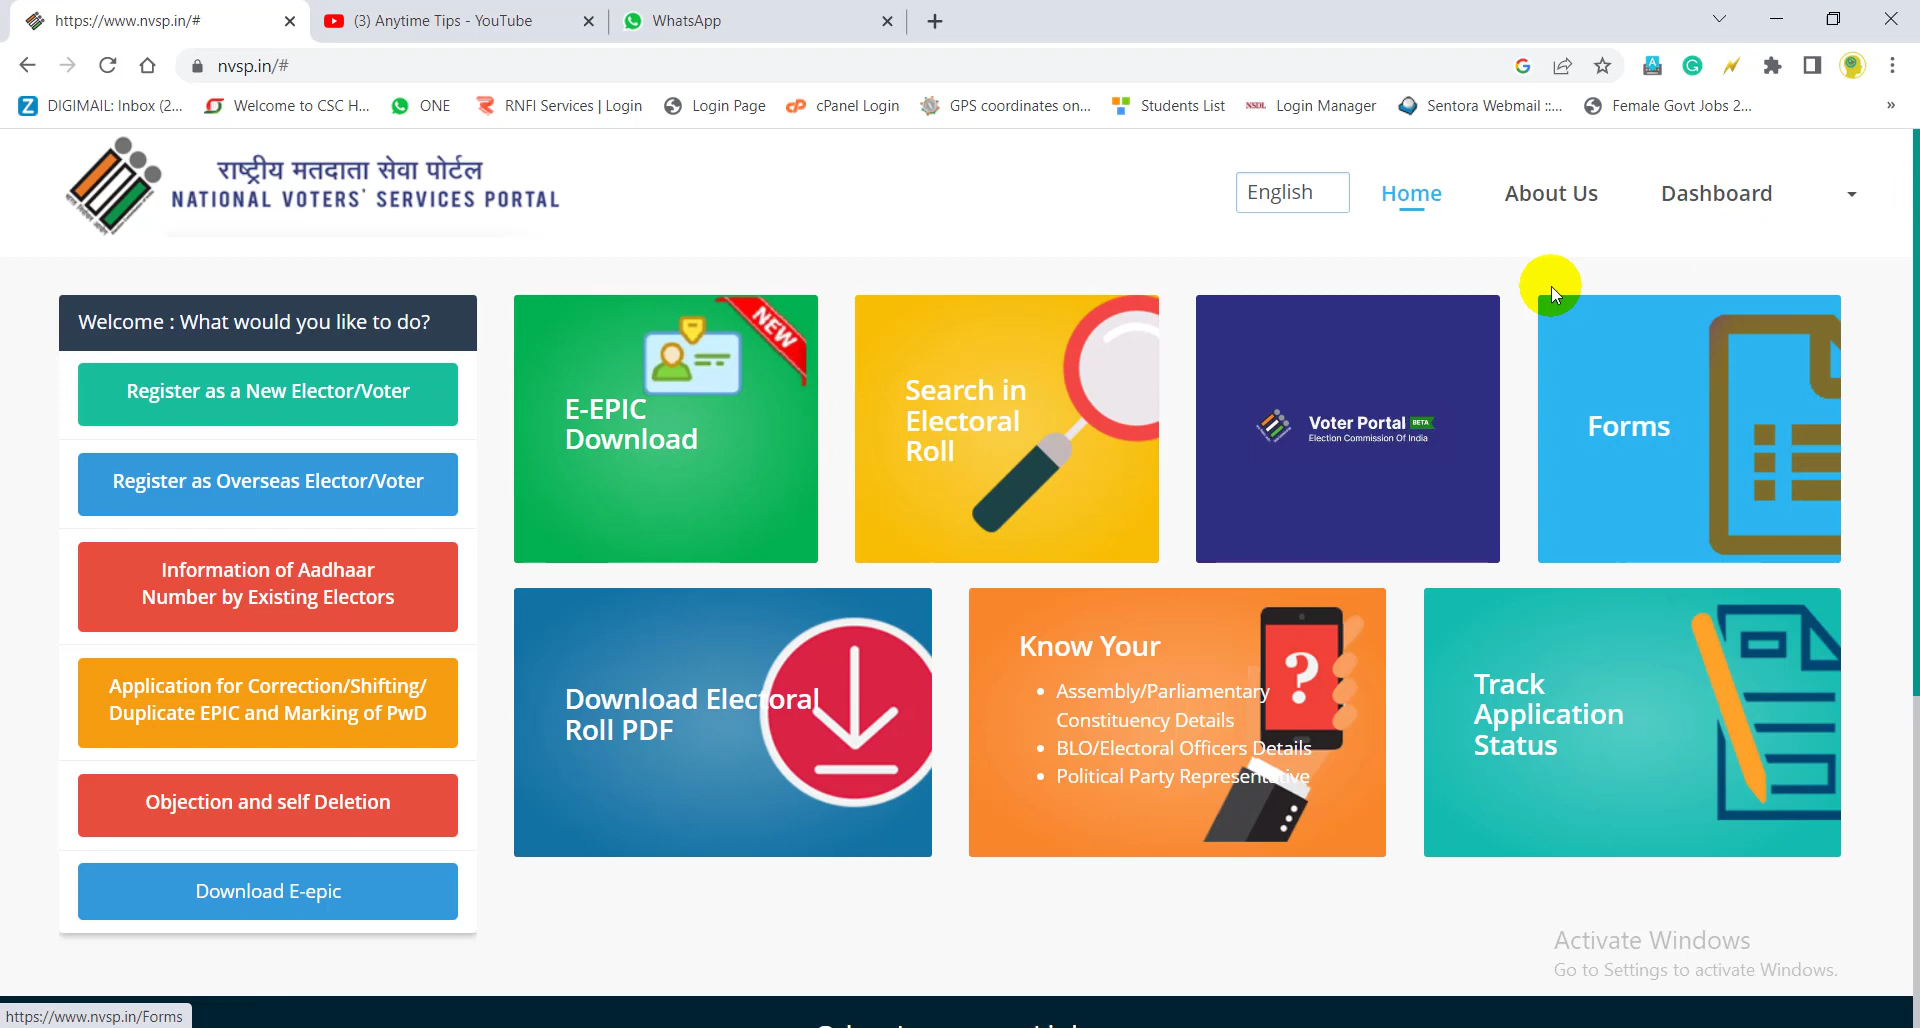 https://www.nvsp.in/#
(3) Anytime Tips - YouTube
WhatsApp
nvsp.in/#
DIGIMAIL: Inbox (2...
Welcome to CSC H...
ONE
RNFI Services | Login
Login Page
cPanel Login
GPS coordinates on...
Students List
NSDL
Login Manager
Sentora Webmail ::...
Female Govt Jobs 2...
»
राष्ट्रीय मतदाता सेवा पोर्टल
NATIONAL VOTERS' SERVICES PORTAL
English
Home
About Us
Dashboard
Welcome : What would you like to do?
Register as a New Elector/Voter
Register as Overseas Elector/Voter
Information of Aadhaar
Number by Existing Electors
Application for Correction/Shifting/
Duplicate EPIC and Marking of PwD
Objection and self Deletion
Download E-epic
NEW
E-EPIC
Download
Search in
Electoral
Roll
Voter Portal BETA
Election Commission Of India
Forms
Download Electoral
Roll PDF
Know Your
• Assembly/Parliamentary
Constituency Details
• BLO/Electoral Officers Details
• Political Party Representative
?
Track
Application
Status
Activate Windows
Go to Settings to activate Windows.
https://www.nvsp.in/Forms